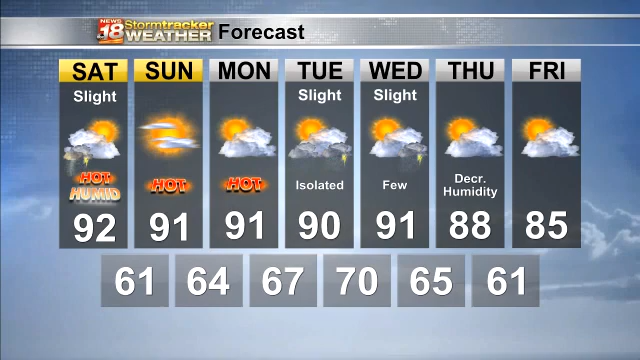 NEWS
18
Stormtracker
WEATHER
Forecast
SAT SUN MON TUE WED THU FRI
Slight Slight Slight
HOT
HUMID
HOT HOT
Isolated Few Decr.
Humidity
92 91 91 90 91 88 85
61 64 67 70 65 61